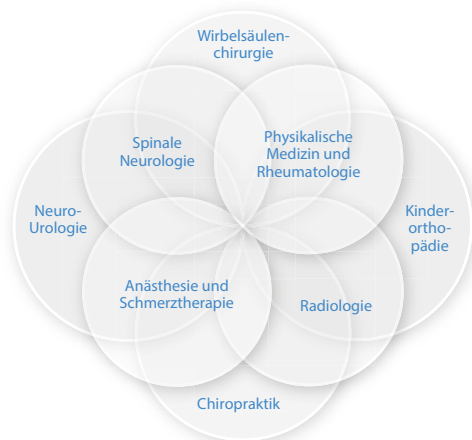 Wirbelsäulen-
chirurgie
Spinale
Neurologie
Physikalische
Medizin und
Rheumatologie
Neuro-
Urologie
Kinder-
ortho-
pädie
Anästhesie und
Schmerztherapie
Radiologie
Chiropraktik